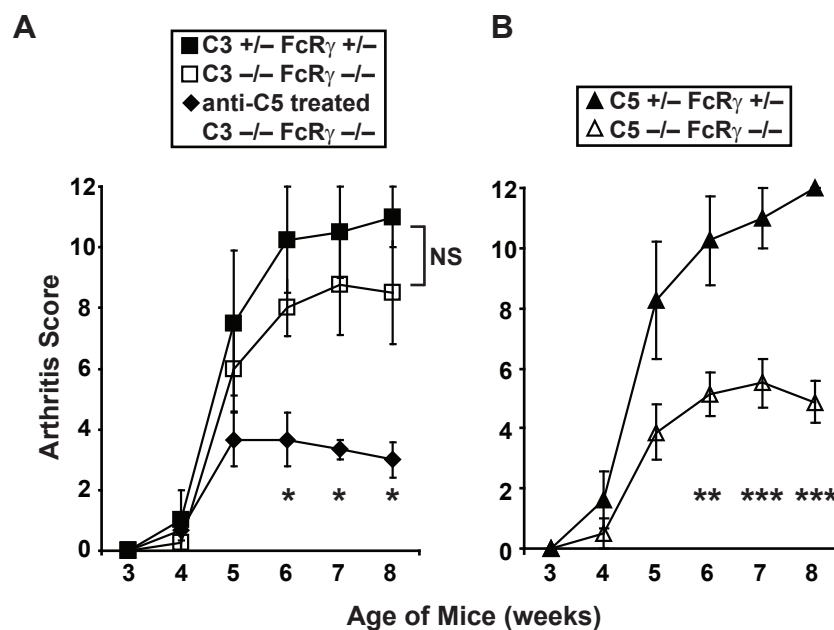 A
C3 +/– FcRγ +/–
C3 –/– FcRγ –/–
anti-C5 treated
C3 –/– FcRγ –/–
Arthritis Score
12
10
8
6
4
2
0
NS
* * *
3 4 5 6 7 8
B
C5 +/– FcRγ +/–
C5 –/– FcRγ –/–
12
10
8
6
4
2
0
** *** ***
3 4 5 6 7 8
Age of Mice (weeks)